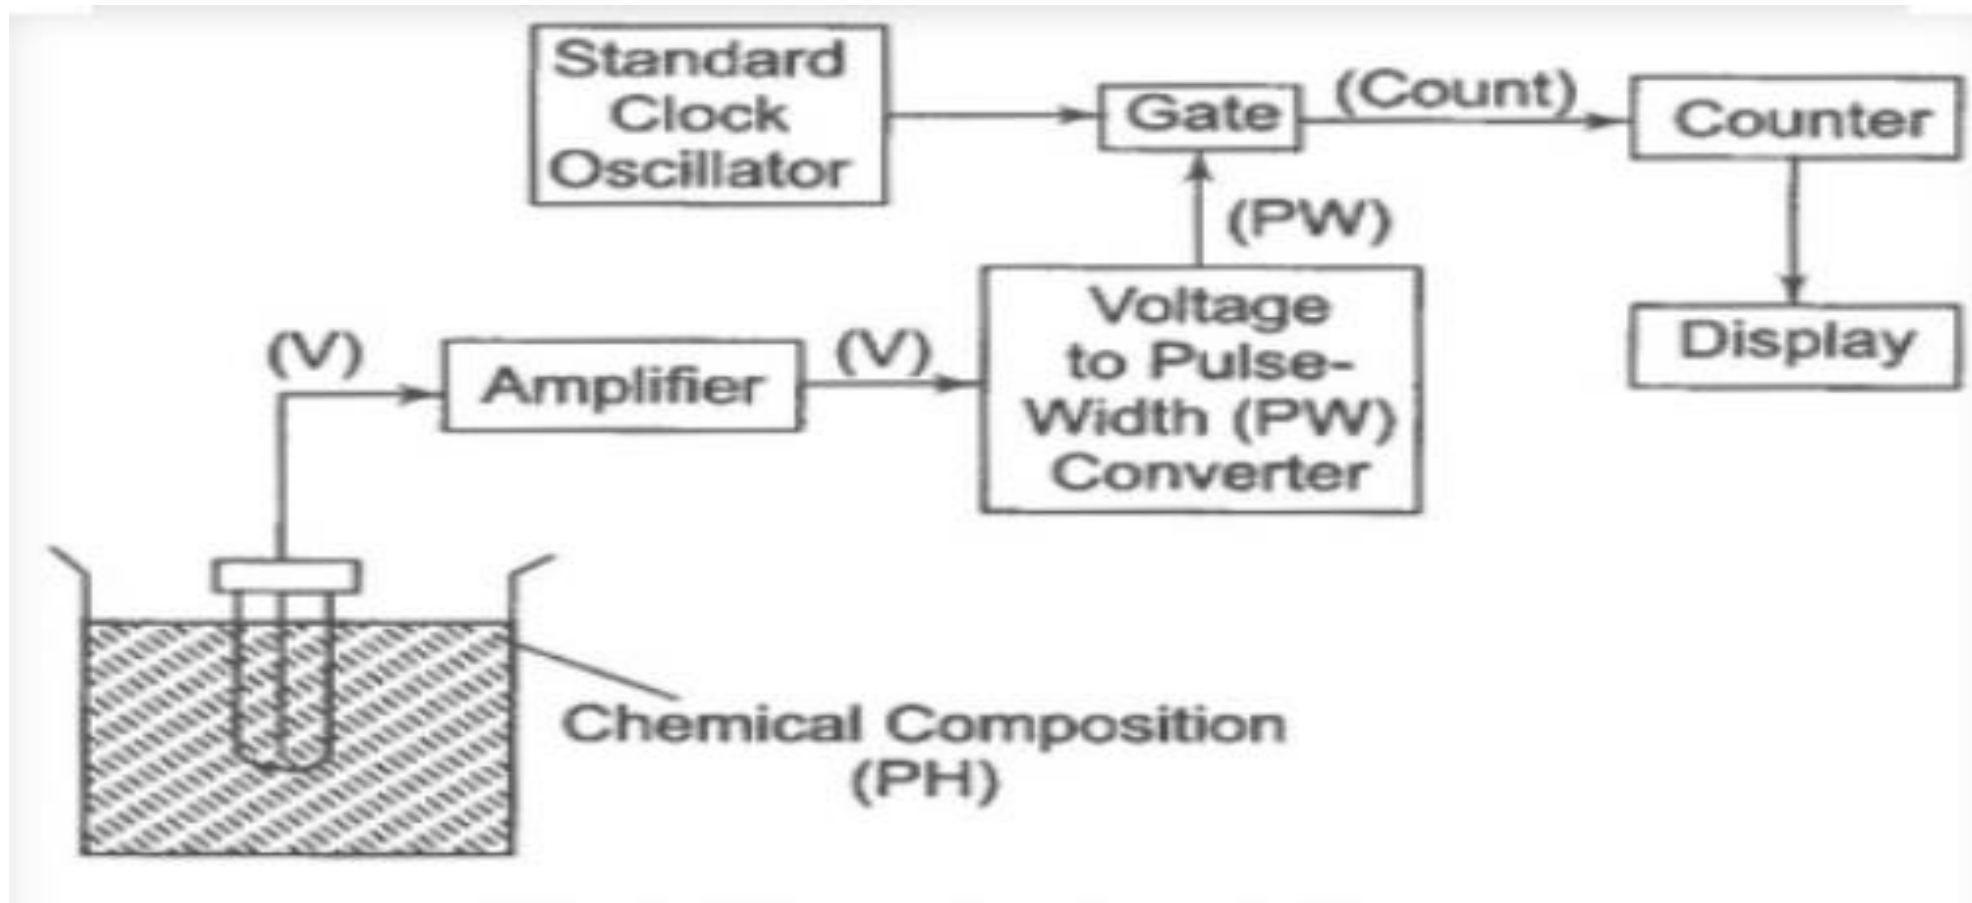 Standard
Clock
Oscillator
Gate
(Count)
Counter
(PW)
Display
(V)
Amplifier
(V)
Voltage
to Pulse-
Width (PW)
Converter
Chemical Composition
(PH)